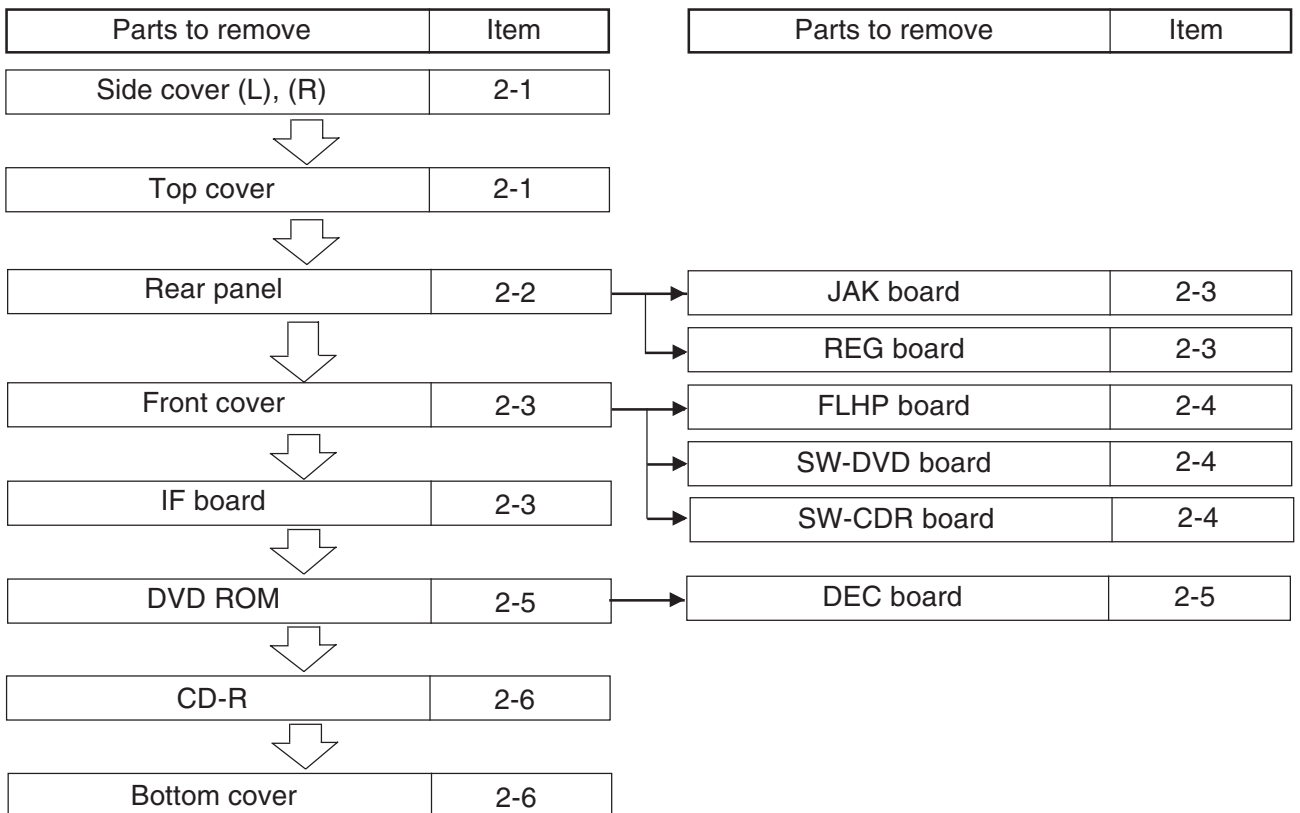 Parts to remove Item Parts to remove Item
Side cover (L), (R) 2-1
Top cover 2-1
Rear panel 2-2 JAK board 2-3
REG board 2-3
Front cover 2-3 FLHP board 2-4
SW-DVD board 2-4
IF board 2-3 SW-CDR board 2-4
DVD ROM 2-5 DEC board 2-5
CD-R 2-6
Bottom cover 2-6